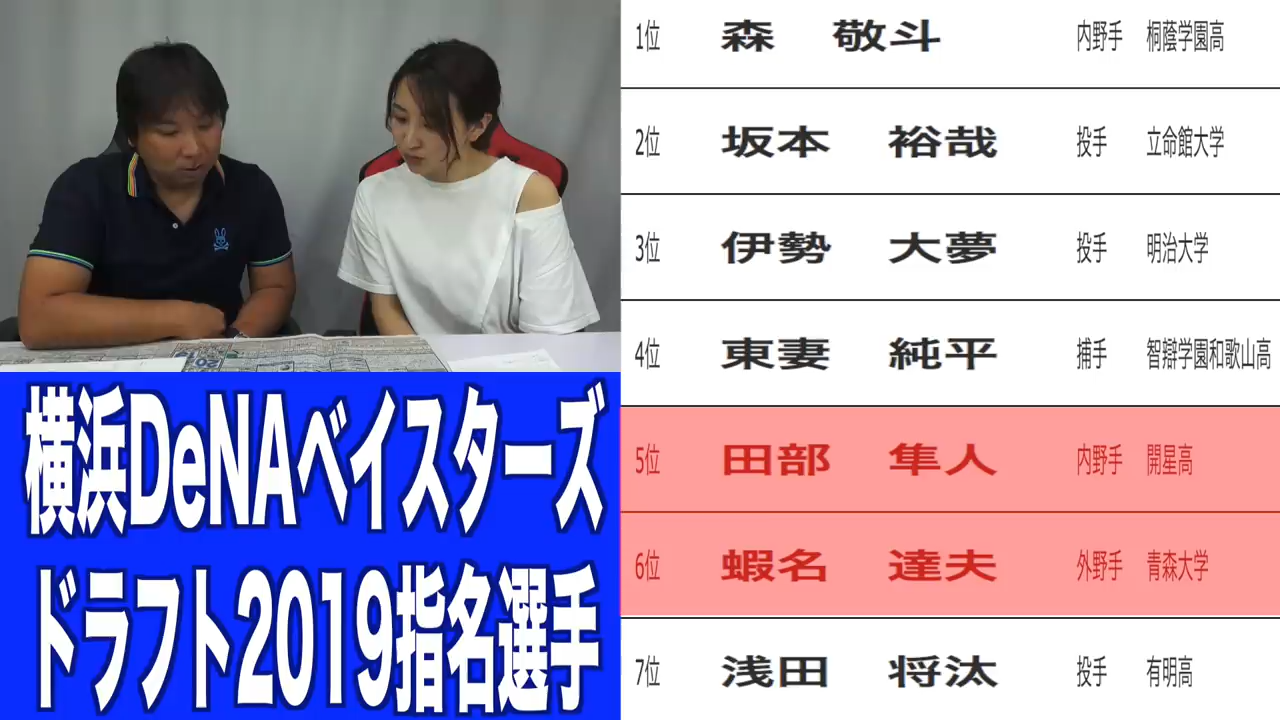 1位 森 敬斗 内野手 桐蔭学園高
2位 坂本 裕哉 投手 立命館大学
3位 伊勢 大夢 投手 明治大学
4位 東妻 純平 捕手 智辯学園和歌山高
5位 田部 隼人 内野手 開星高
6位 蝦名 達夫 外野手 青森大学
7位 浅田 将汰 投手 有明高
横浜DeNAベイスターズ
ドラフト2019指名選手